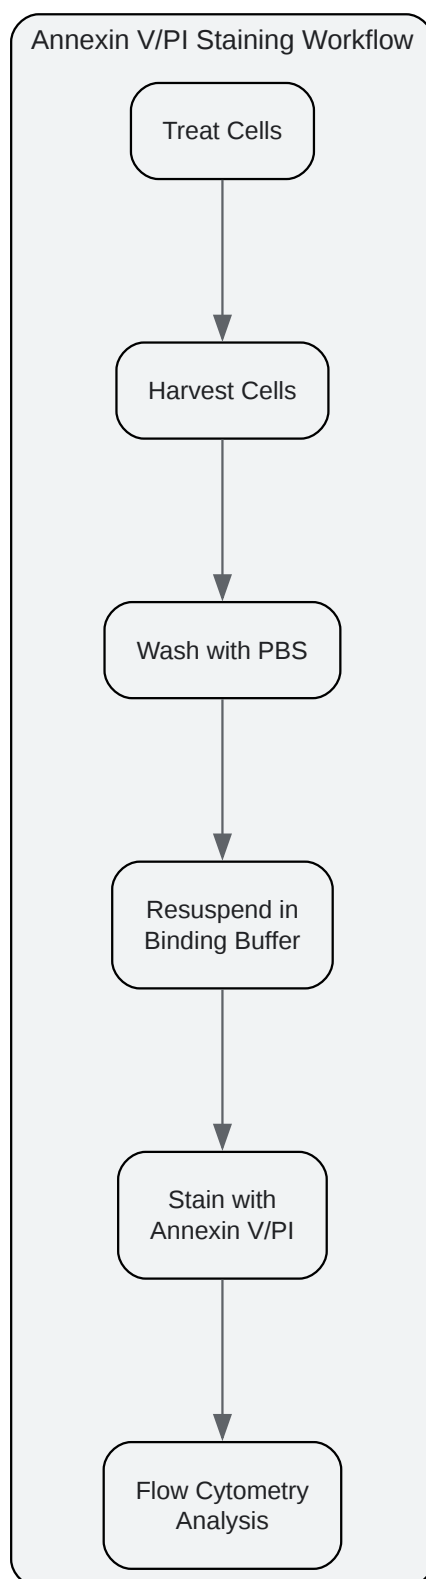 Annexin V/PI Staining Workflow
Treat Cells
Harvest Cells
Wash with PBS
Resuspend in
Binding Buffer
Stain with
Annexin V/PI
Flow Cytometry
Analysis